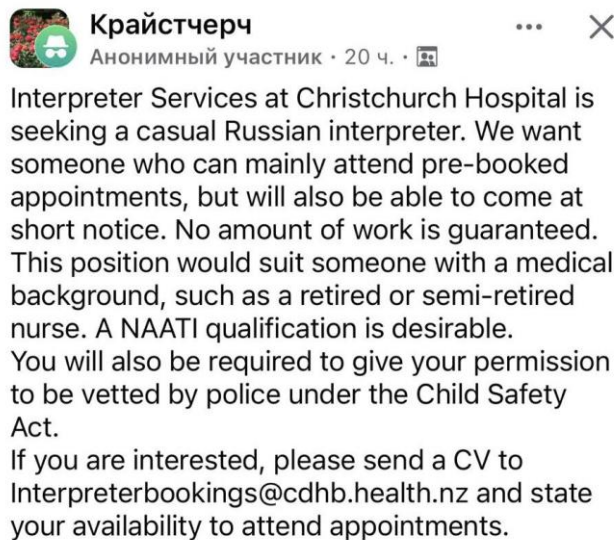 Крайстчерч
Анонимный участник · 20 ч. ·
Interpreter Services at Christchurch Hospital is
seeking a casual Russian interpreter. We want
someone who can mainly attend pre-booked
appointments, but will also be able to come at
short notice. No amount of work is guaranteed.
This position would suit someone with a medical
background, such as a retired or semi-retired
nurse. A NAATI qualification is desirable.
You will also be required to give your permission
to be vetted by police under the Child Safety
Act.
If you are interested, please send a CV to
Interpreterbookings@cdhb.health.nz and state
your availability to attend appointments.